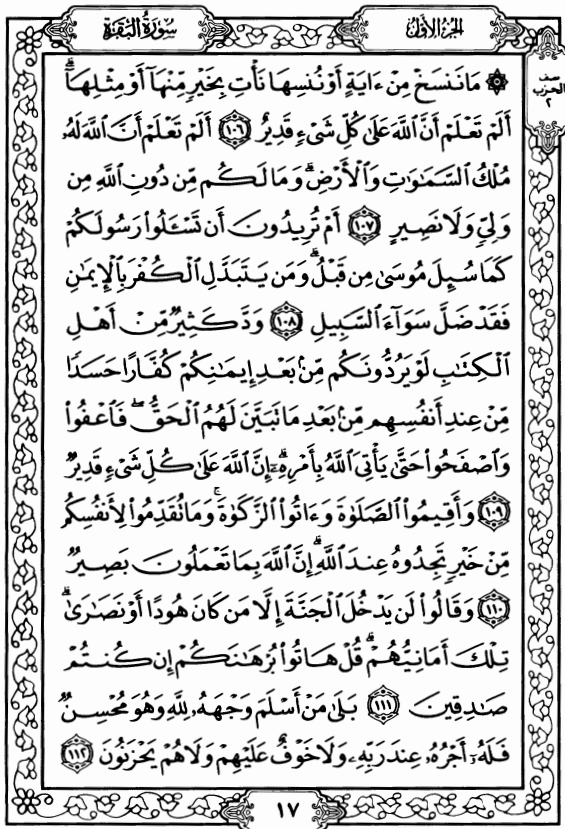 سُورَةُ البَقَرَةِ
الجُزْءُ الأَوَّلُ
نصف
الحزب
٢
۞ مَا نَنسَخْ مِنْ ءَايَةٍ أَوْ نُنسِهَا نَأْتِ بِخَيْرٍ مِّنْهَآ أَوْ مِثْلِهَآۗ
أَلَمْ تَعْلَمْ أَنَّ ٱللَّهَ عَلَىٰ كُلِّ شَىْءٍ قَدِيرٌ ١٠٦ أَلَمْ تَعْلَمْ أَنَّ ٱللَّهَ لَهُۥ
مُلْكُ ٱلسَّمَـٰوَٰتِ وَٱلْأَرْضِۗ وَمَا لَكُم مِّن دُونِ ٱللَّهِ مِن
وَلِىٍّ وَلَا نَصِيرٍ ١٠٧ أَمْ تُرِيدُونَ أَن تَسْـَٔلُوا۟ رَسُولَكُمْ
كَمَا سُئِلَ مُوسَىٰ مِن قَبْلُۗ وَمَن يَتَبَدَّلِ ٱلْكُفْرَ بِٱلْإِيمَـٰنِ
فَقَدْ ضَلَّ سَوَآءَ ٱلسَّبِيلِ ١٠٨ وَدَّ كَثِيرٌ مِّنْ أَهْلِ
ٱلْكِتَـٰبِ لَوْ يَرُدُّونَكُم مِّنۢ بَعْدِ إِيمَـٰنِكُمْ كُفَّارًا حَسَدًا
مِّنْ عِندِ أَنفُسِهِم مِّنۢ بَعْدِ مَا تَبَيَّنَ لَهُمُ ٱلْحَقُّۖ فَٱعْفُوا۟
وَٱصْفَحُوا۟ حَتَّىٰ يَأْتِىَ ٱللَّهُ بِأَمْرِهِۦٓۗ إِنَّ ٱللَّهَ عَلَىٰ كُلِّ شَىْءٍ قَدِيرٌ
١٠٩ وَأَقِيمُوا۟ ٱلصَّلَوٰةَ وَءَاتُوا۟ ٱلزَّكَوٰةَۚ وَمَا تُقَدِّمُوا۟ لِأَنفُسِكُم
مِّنْ خَيْرٍ تَجِدُوهُ عِندَ ٱللَّهِۗ إِنَّ ٱللَّهَ بِمَا تَعْمَلُونَ بَصِيرٌ
١١٠ وَقَالُوا۟ لَن يَدْخُلَ ٱلْجَنَّةَ إِلَّا مَن كَانَ هُودًا أَوْ نَصَـٰرَىٰۗ
تِلْكَ أَمَانِيُّهُمْۗ قُلْ هَاتُوا۟ بُرْهَـٰنَكُمْ إِن كُنتُمْ
صَـٰدِقِينَ ١١١ بَلَىٰ مَنْ أَسْلَمَ وَجْهَهُۥ لِلَّهِ وَهُوَ مُحْسِنٌ
فَلَهُۥٓ أَجْرُهُۥ عِندَ رَبِّهِۦ وَلَا خَوْفٌ عَلَيْهِمْ وَلَا هُمْ يَحْزَنُونَ ١١٢
١٧